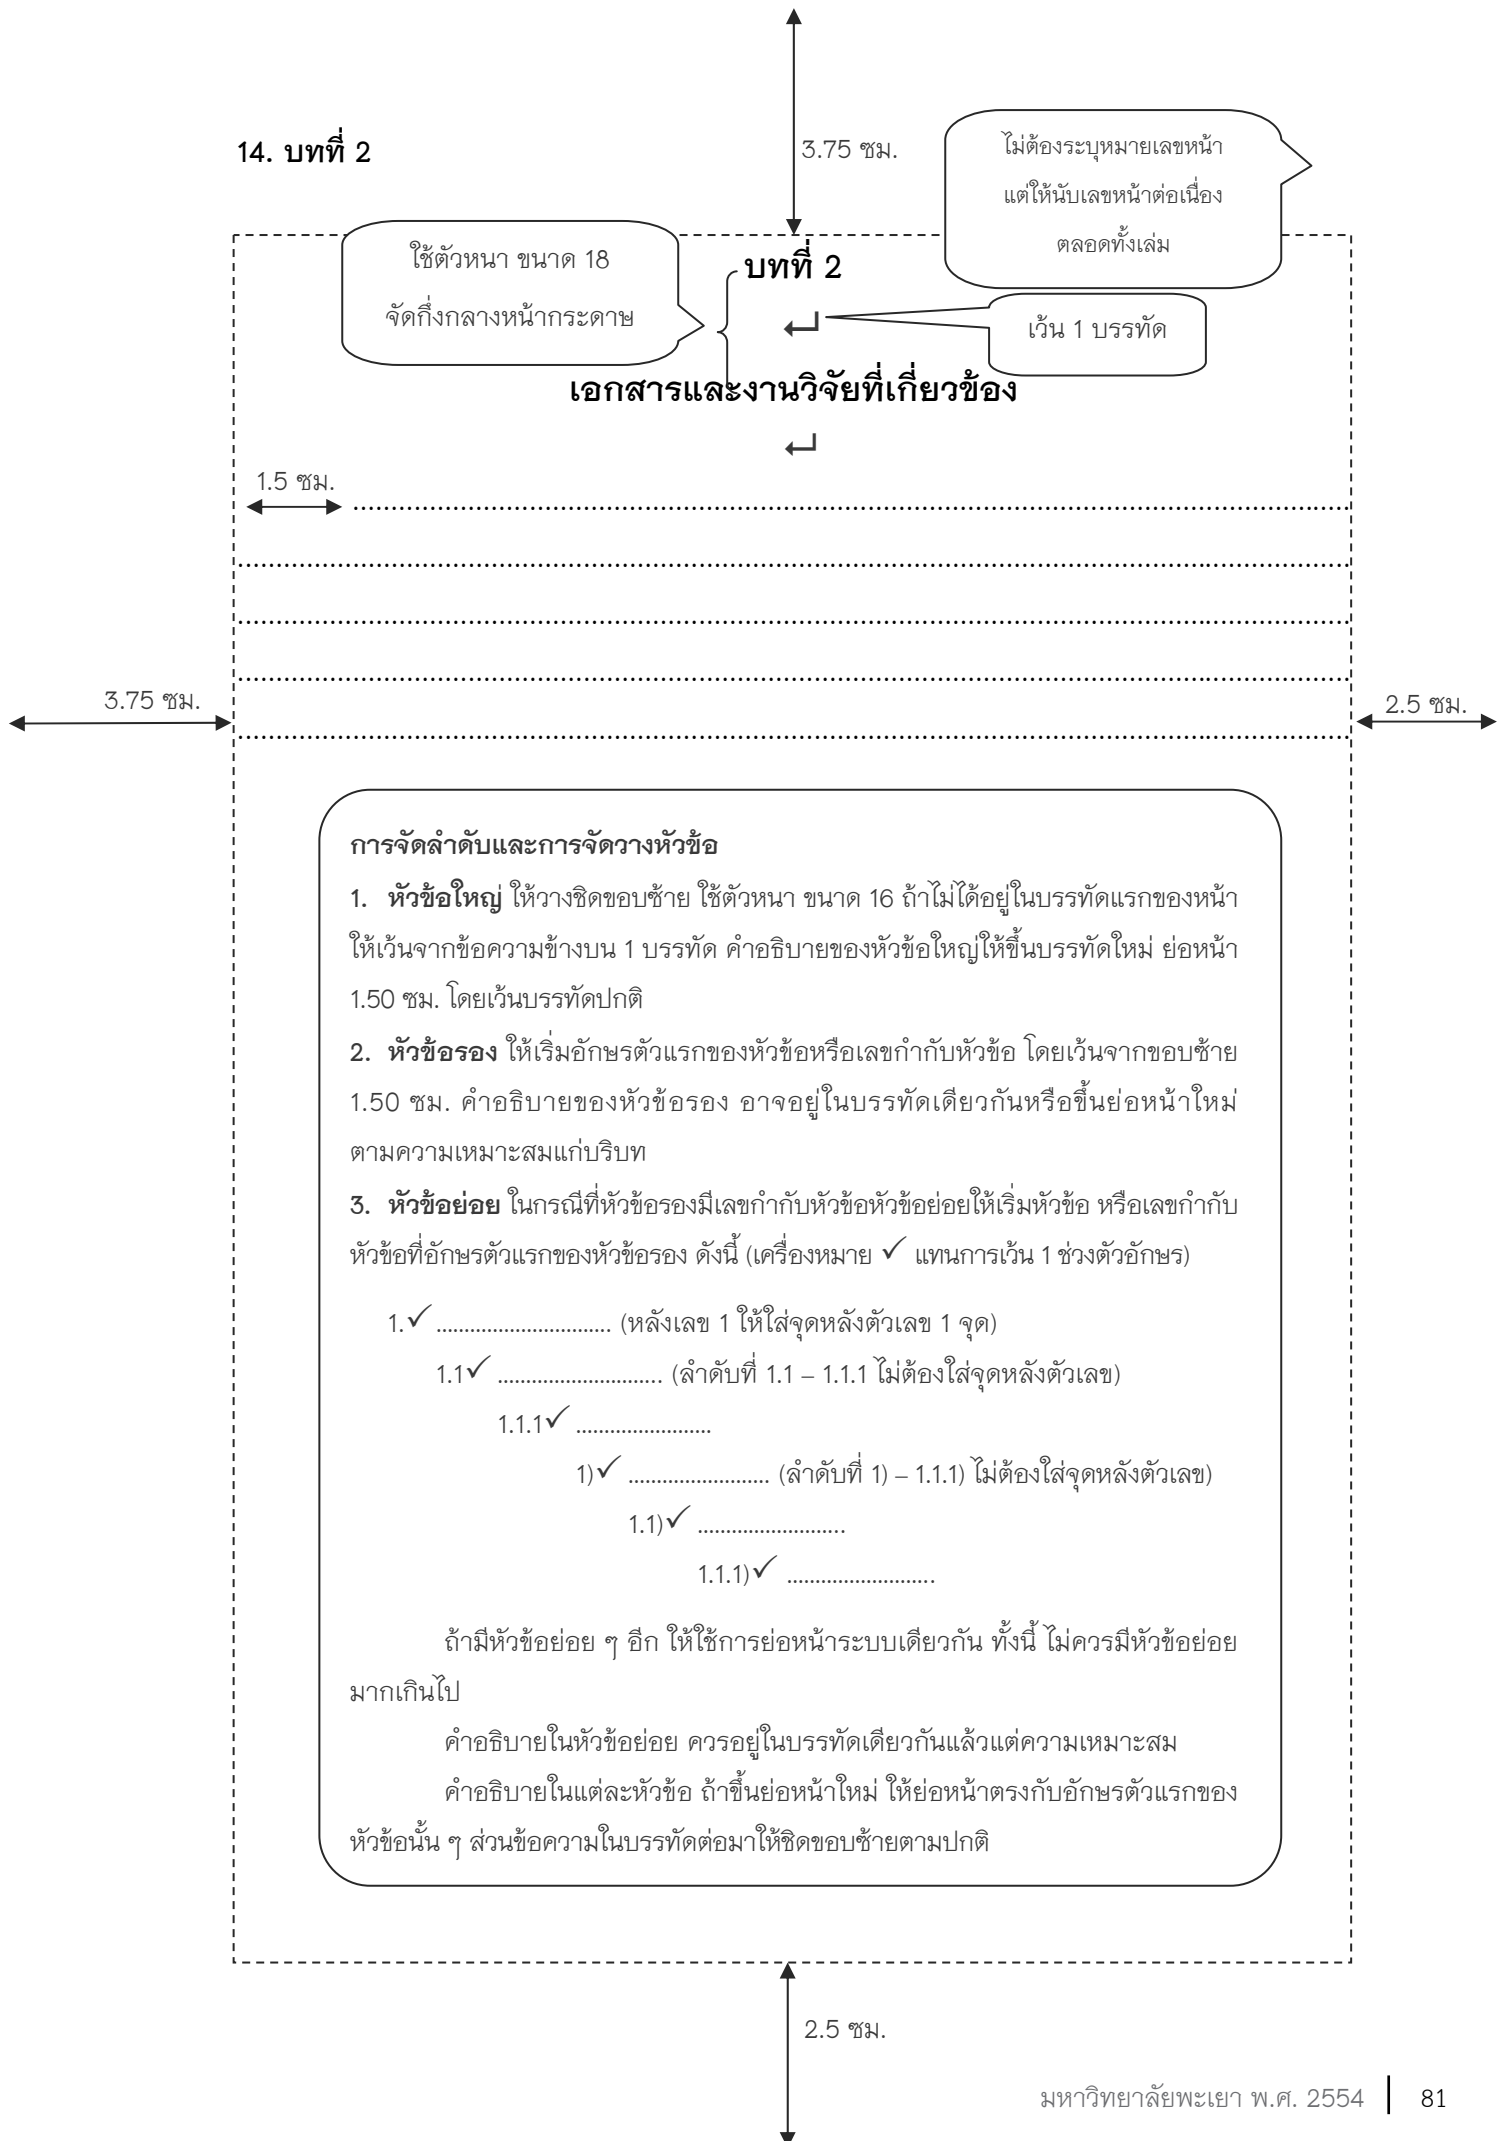 3.75 ซม.
14. บทที่ 2
ไม่ต้องระบุหมายเลขหน้า
แต่ให้นับเลขหน้าต่อเนื่อง
ตลอดทั้งเล่ม
ใช้ตัวหนา ขนาด 18
จัดกึ่งกลางหน้ากระดาษ
บทที่ 2
เว้น 1 บรรทัด
เอกสารและงานวิจัยที่เกี่ยวข้อง
1.5 ซม.
3.75 ซม.
2.5 ซม.
การจัดลำดับและการจัดวางหัวข้อ
1. หัวข้อใหญ่ ให้วางชิดขอบซ้าย ใช้ตัวหนา ขนาด 16 ถ้าไม่ได้อยู่ในบรรทัดแรกของหน้า
ให้เว้นจากข้อความข้างบน 1 บรรทัด คำอธิบายของหัวข้อใหญ่ให้ขึ้นบรรทัดใหม่ ย่อหน้า
1.50 ซม. โดยเว้นบรรทัดปกติ
2. หัวข้อรอง ให้เริ่มอักษรตัวแรกของหัวข้อหรือเลขกำกับหัวข้อ โดยเว้นจากขอบซ้าย
1.50 ซม. คำอธิบายของหัวข้อรอง อาจอยู่ในบรรทัดเดียวกันหรือขึ้นย่อหน้าใหม่
ตามความเหมาะสมแก่บริบท
3. หัวข้อย่อย ในกรณีที่หัวข้อรองมีเลขกำกับหัวข้อหัวข้อย่อยให้เริ่มหัวข้อ หรือเลขกำกับ
หัวข้อที่อักษรตัวแรกของหัวข้อรอง ดังนี้ (เครื่องหมาย ✓ แทนการเว้น 1 ช่วงตัวอักษร)
1.✓ ............................... (หลังเลข 1 ให้ใส่จุดหลังตัวเลข 1 จุด)
1.1✓ ............................. (ลำดับที่ 1.1 – 1.1.1 ไม่ต้องใส่จุดหลังตัวเลข)
1.1.1✓ ........................
1)✓ ......................... (ลำดับที่ 1) – 1.1.1) ไม่ต้องใส่จุดหลังตัวเลข)
1.1)✓ ..........................
1.1.1)✓ ..........................
ถ้ามีหัวข้อย่อย ๆ อีก ให้ใช้การย่อหน้าระบบเดียวกัน ทั้งนี้ ไม่ควรมีหัวข้อย่อย
มากเกินไป
คำอธิบายในหัวข้อย่อย ควรอยู่ในบรรทัดเดียวกันแล้วแต่ความเหมาะสม
คำอธิบายในแต่ละหัวข้อ ถ้าขึ้นย่อหน้าใหม่ ให้ย่อหน้าตรงกับอักษรตัวแรกของ
หัวข้อนั้น ๆ ส่วนข้อความในบรรทัดต่อมาให้ชิดขอบซ้ายตามปกติ
2.5 ซม.
มหาวิทยาลัยพะเยา พ.ศ. 2554 | 81